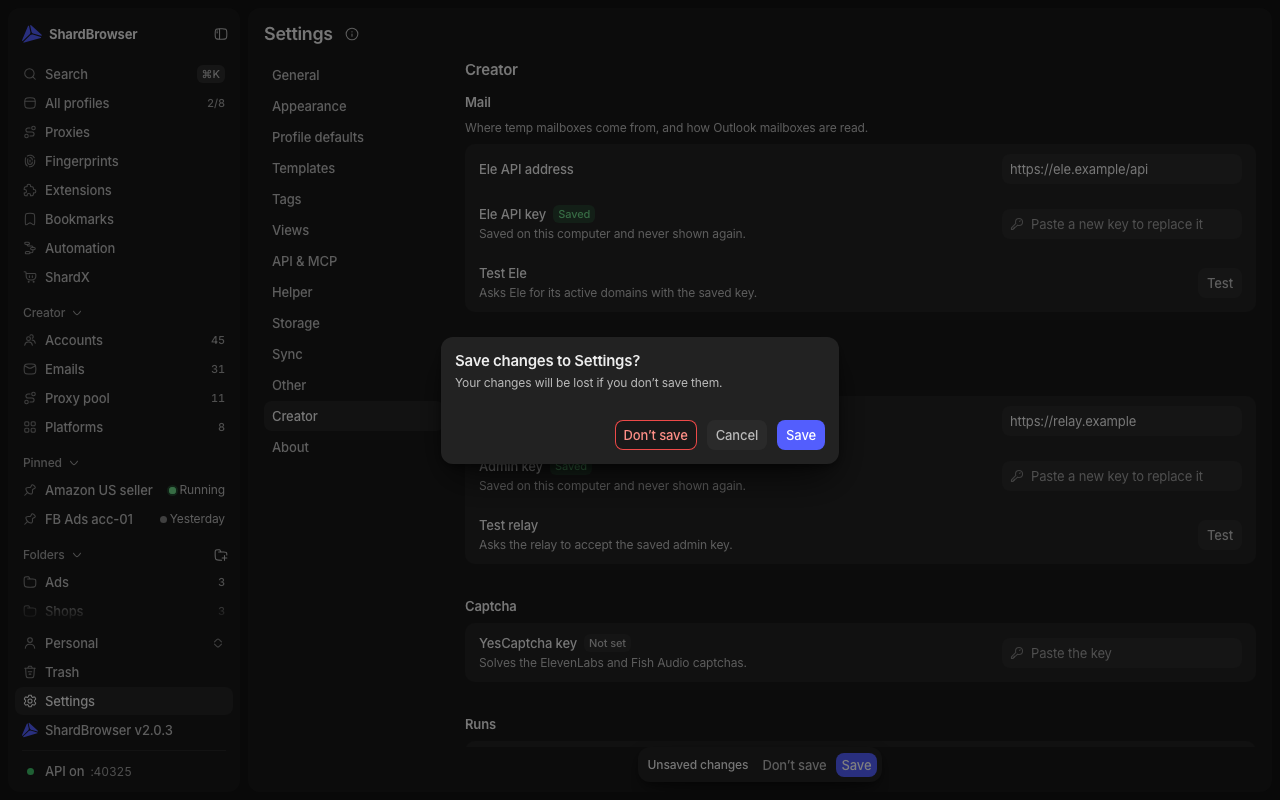 ShardBrowser
Search ⌘K
All profiles 2/8
Proxies
Fingerprints
Extensions
Bookmarks
Automation
ShardX
Creator
Accounts 45
Emails 31
Proxy pool 11
Platforms 8
Pinned
Amazon US seller Running
FB Ads acc-01 Yesterday
Folders
Ads 3
Shops 3
Personal
Trash
Settings
ShardBrowser v2.0.3
API on :40325
Settings
General
Appearance
Profile defaults
Templates
Tags
Views
API & MCP
Helper
Storage
Sync
Other
Creator
About
Creator
Mail
Where temp mailboxes come from, and how Outlook mailboxes are read.
Ele API address https://ele.example/api
Ele API key Saved
Saved on this computer and never shown again.
Paste a new key to replace it
Test Ele
Asks Ele for its active domains with the saved key.
Test
Save changes to Settings?
Your changes will be lost if you don’t save them.
Don’t save Cancel Save
https://relay.example
Admin key Saved
Saved on this computer and never shown again.
Paste a new key to replace it
Test relay
Asks the relay to accept the saved admin key.
Test
Captcha
YesCaptcha key Not set
Solves the ElevenLabs and Fish Audio captchas.
Paste the key
Runs
Unsaved changes Don’t save Save